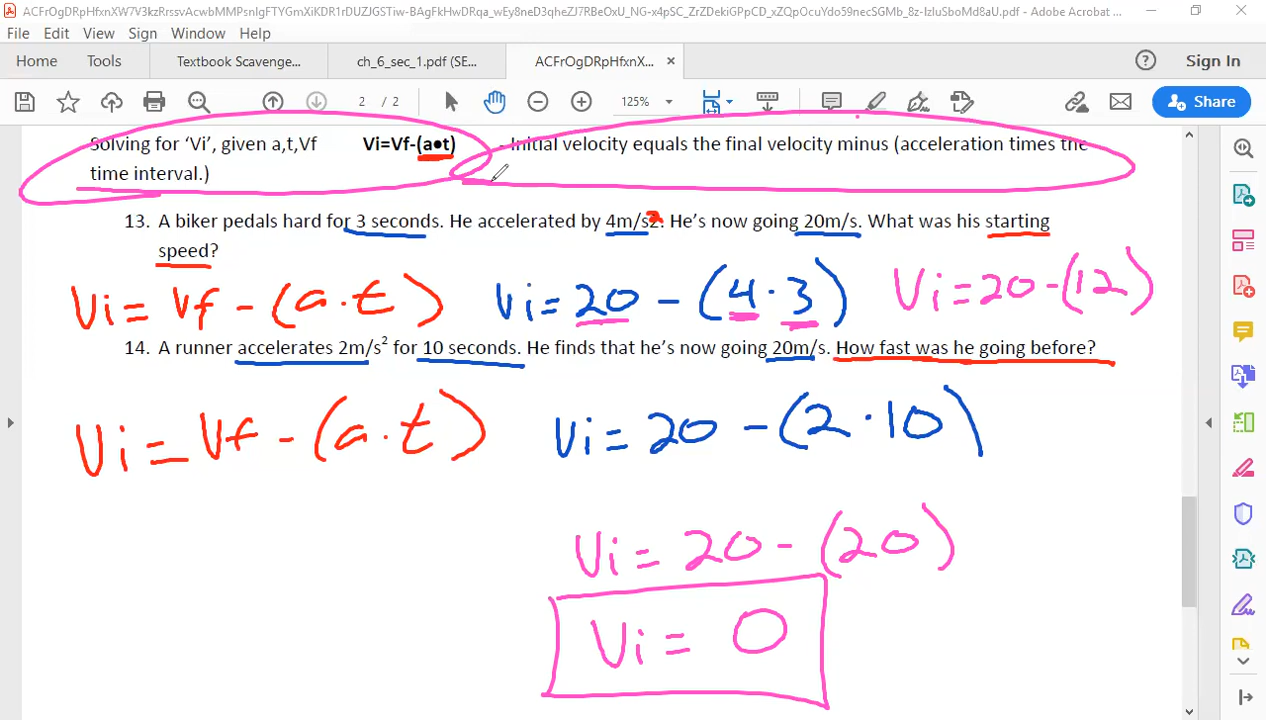 ACFrOgDRpHfxnXW7V3kzRrssvAcwbMMPsnIgFTYGmXiKDR1rDUZJGSTiw-BAgFkHwDRqa_wEy8neD3qheZJ7RBeOxU_NG-x4pSC_ZrZDekiGPpCD_xZQpOcuYdo59necSGMb_8z-IzluSboMd8aU.pdf - Adobe Acrobat ...
File Edit View Sign Window Help
Home Tools Textbook Scavenge... ch_6_sec_1.pdf (SE... ACFrOgDRpHfxnX... × Sign In
2 / 2 125% Share
Solving for ‘Vi’, given a,t,Vf Vi=Vf-(a•t) - Initial velocity equals the final velocity minus (acceleration times the
time interval.)
13. A biker pedals hard for 3 seconds. He accelerated by 4m/s2. He’s now going 20m/s. What was his starting
speed?
Vi = Vf - (a · t) Vi = 20 - (4 · 3) Vi = 20 - (12)
14. A runner accelerates 2m/s² for 10 seconds. He finds that he’s now going 20m/s. How fast was he going before?
Vi = Vf - (a · t) Vi = 20 - (2 · 10)
Vi = 20 - (20)
Vi = 0